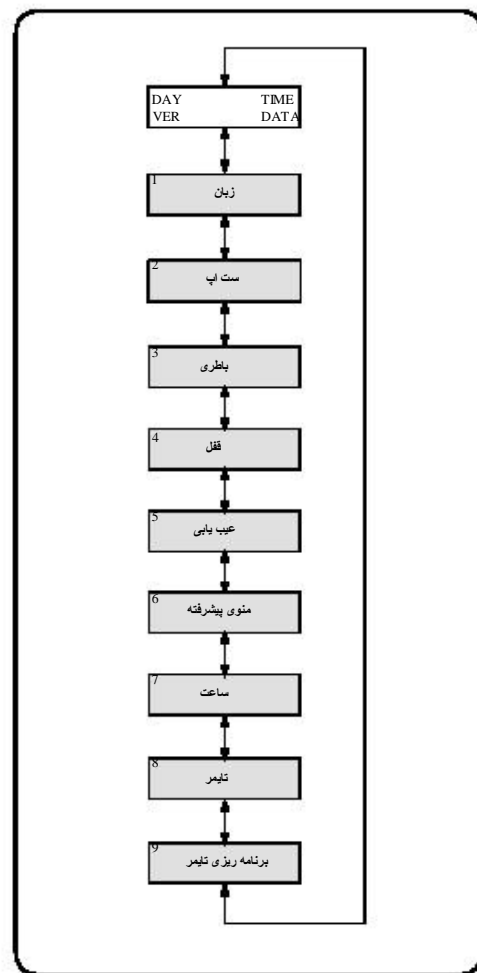 DAY TIME
VER DATA
1
زبان
2
ست اپ
3
باطری
4
قفل
5
عیب یابی
6
منوی پیشرفته
7
ساعت
8
تایمر
9
برنامه ریزی تایمر